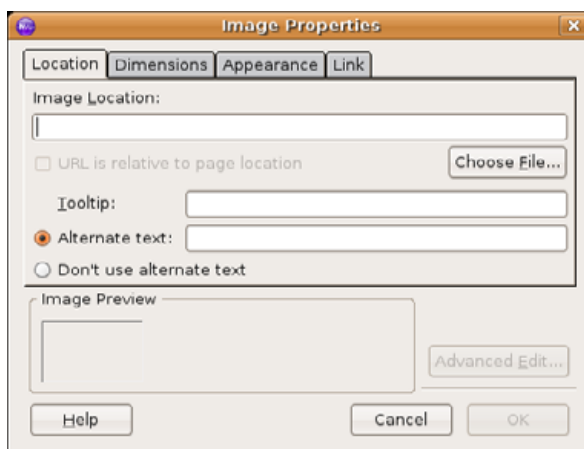 Image Properties
Location Dimensions Appearance Link
Image Location:
URL is relative to page location
Choose File...
Tooltip:
Alternate text:
Don't use alternate text
Image Preview
Advanced Edit...
Help Cancel OK